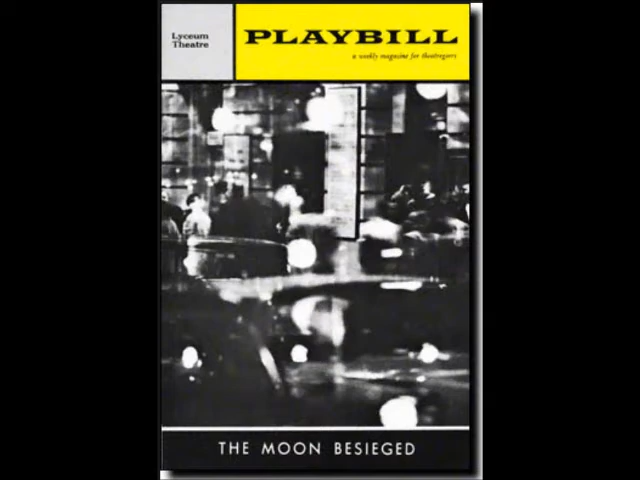 Lyceum
Theatre
PLAYBILL
a weekly magazine for theatregoers
THE MOON BESIEGED